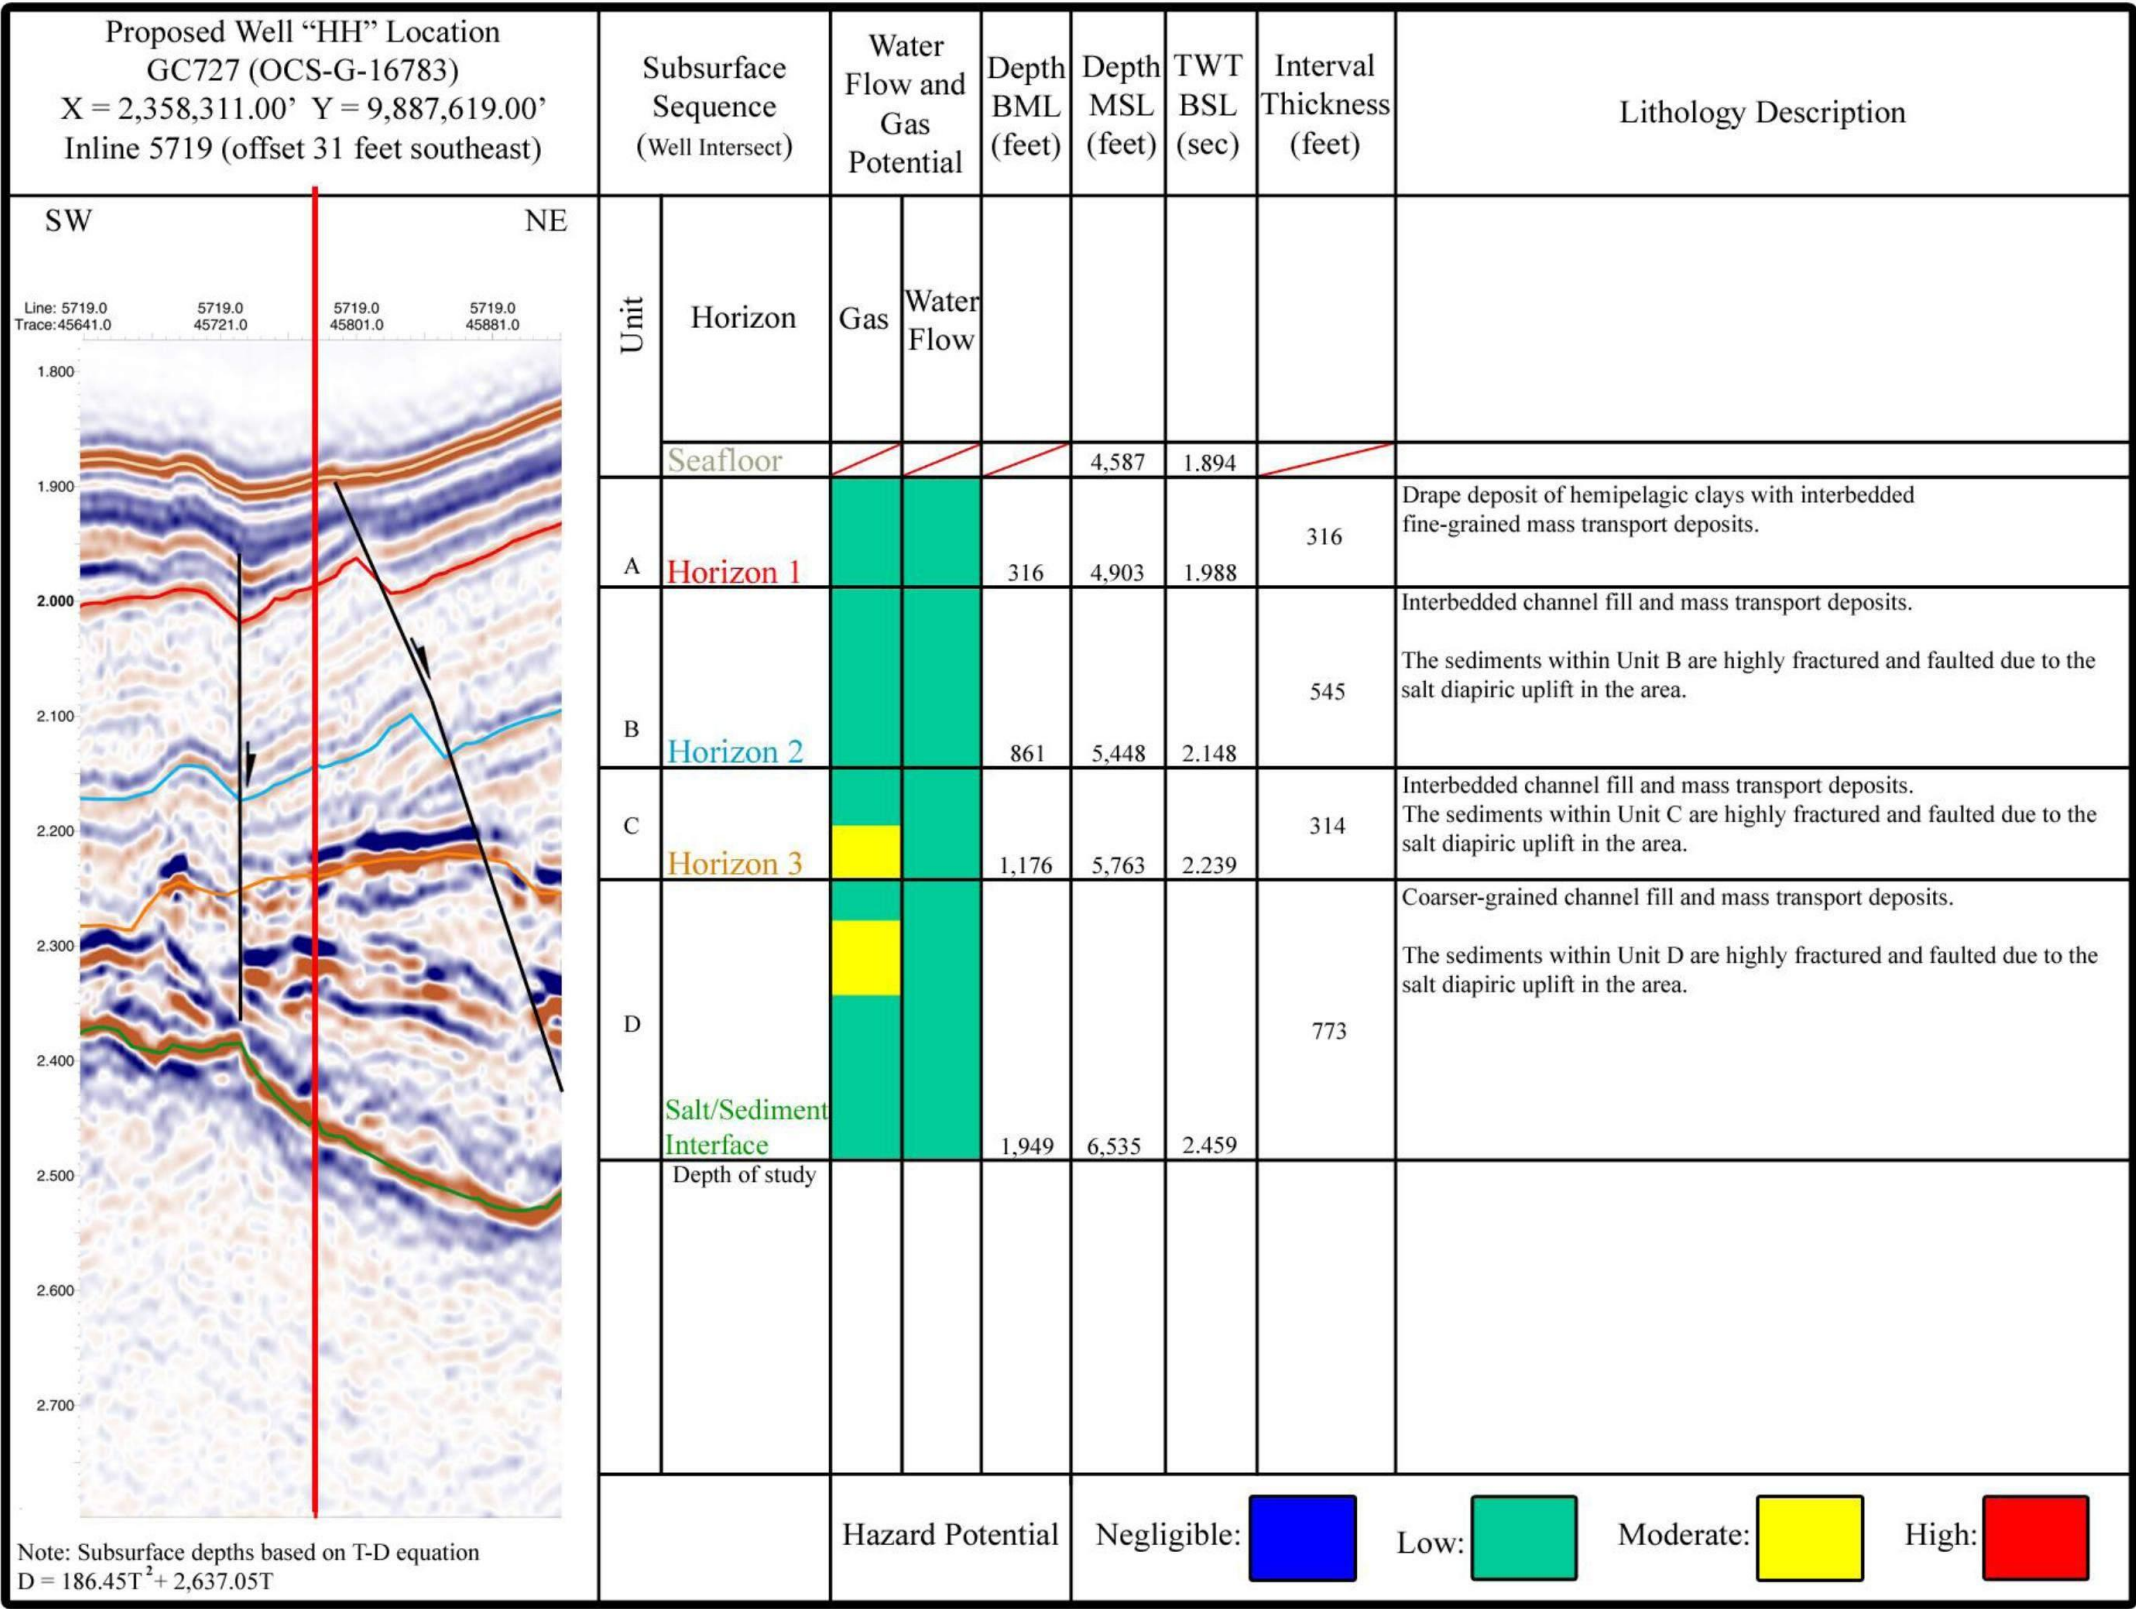 Proposed Well “HH” Location
GC727 (OCS-G-16783)
X = 2,358,311.00’ Y = 9,887,619.00’
Inline 5719 (offset 31 feet southeast)
Subsurface
Sequence
(Well Intersect)
Water
Flow and
Gas
Potential
Depth
BML
(feet)
Depth
MSL
(feet)
TWT
BSL
(sec)
Interval
Thickness
(feet)
Lithology Description
SW NE
Line: 5719.0 5719.0 5719.0 5719.0
Trace:45641.0 45721.0 45801.0 45881.0
1.800
1.900
2.000
2.100
2.200
2.300
2.400
2.500
2.600
2.700
Note: Subsurface depths based on T-D equation
D = 186.45T²+ 2,637.05T
Unit
Horizon
Gas
Water
Flow
Seafloor 4,587 1.894
A
Horizon 1
316 4,903 1.988
316
Drape deposit of hemipelagic clays with interbedded
fine-grained mass transport deposits.
B
Horizon 2
861 5,448 2.148
545
Interbedded channel fill and mass transport deposits.
The sediments within Unit B are highly fractured and faulted due to the
salt diapiric uplift in the area.
C
Horizon 3
1,176 5,763 2.239
314
Interbedded channel fill and mass transport deposits.
The sediments within Unit C are highly fractured and faulted due to the
salt diapiric uplift in the area.
D
Salt/Sediment
Interface
1,949 6,535 2.459
773
Coarser-grained channel fill and mass transport deposits.
The sediments within Unit D are highly fractured and faulted due to the
salt diapiric uplift in the area.
Depth of study
Hazard Potential
Negligible:
Low:
Moderate:
High: